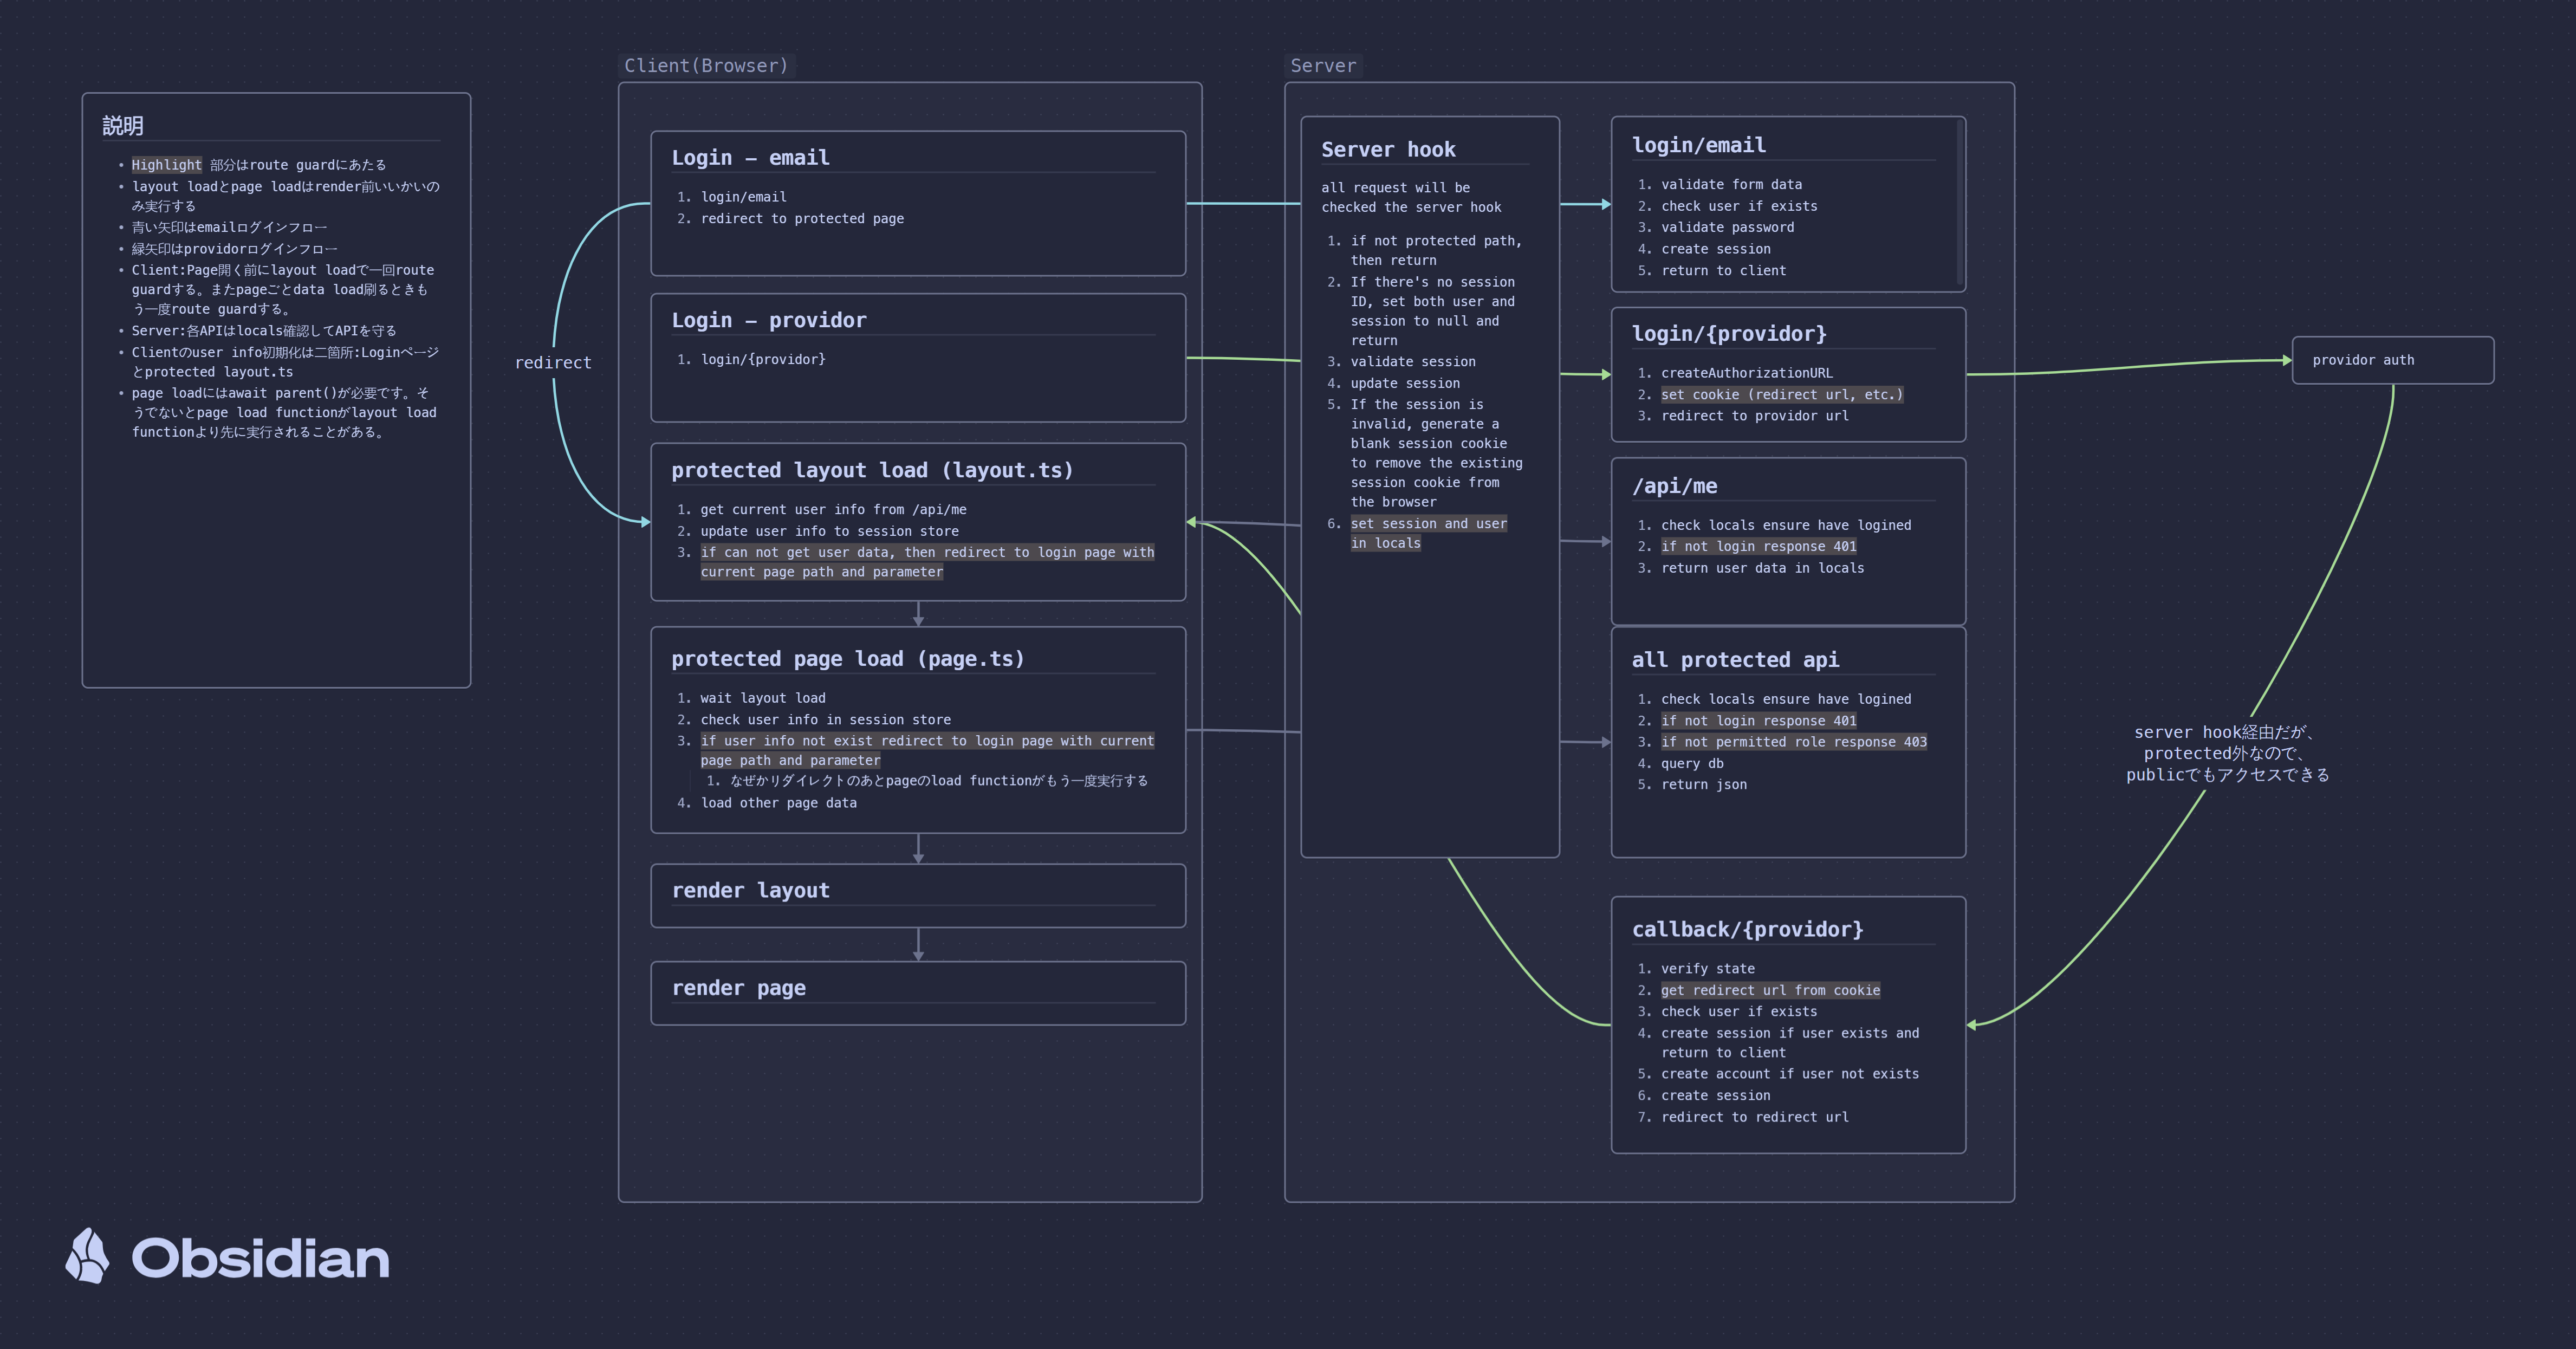 Client(Browser)
Server
説明
Highlight 部分はroute guardにあたる
layout loadとpage loadはrender前いいかいの
み実行する
青い矢印はemailログインフロー
緑矢印はprovidorログインフロー
Client:Page開く前にlayout loadで一回route
guardする。またpageごとdata load刷るときも
う一度route guardする。
Server:各APIはlocals確認してAPIを守る
Clientのuser info初期化は二箇所:Loginページ
とprotected layout.ts
page loadにはawait parent()が必要です。そ
うでないとpage load functionがlayout load
functionより先に実行されることがある。
redirect
Login – email
1. login/email
2. redirect to protected page
Login – providor
1. login/{providor}
protected layout load (layout.ts)
1. get current user info from /api/me
2. update user info to session store
3. if can not get user data, then redirect to login page with
current page path and parameter
protected page load (page.ts)
1. wait layout load
2. check user info in session store
3. if user info not exist redirect to login page with current
page path and parameter
1. なぜかリダイレクトのあとpageのload functionがもう一度実行する
4. load other page data
render layout
render page
Server hook
all request will be
checked the server hook
1. if not protected path,
then return
2. If there's no session
ID, set both user and
session to null and
return
3. validate session
4. update session
5. If the session is
invalid, generate a
blank session cookie
to remove the existing
session cookie from
the browser
6. set session and user
in locals
login/email
1. validate form data
2. check user if exists
3. validate password
4. create session
5. return to client
login/{providor}
1. createAuthorizationURL
2. set cookie (redirect url, etc.)
3. redirect to providor url
/api/me
1. check locals ensure have logined
2. if not login response 401
3. return user data in locals
all protected api
1. check locals ensure have logined
2. if not login response 401
3. if not permitted role response 403
4. query db
5. return json
callback/{providor}
1. verify state
2. get redirect url from cookie
3. check user if exists
4. create session if user exists and
return to client
5. create account if user not exists
6. create session
7. redirect to redirect url
providor auth
server hook経由だが、
protected外なので、
publicでもアクセスできる
Obsidian